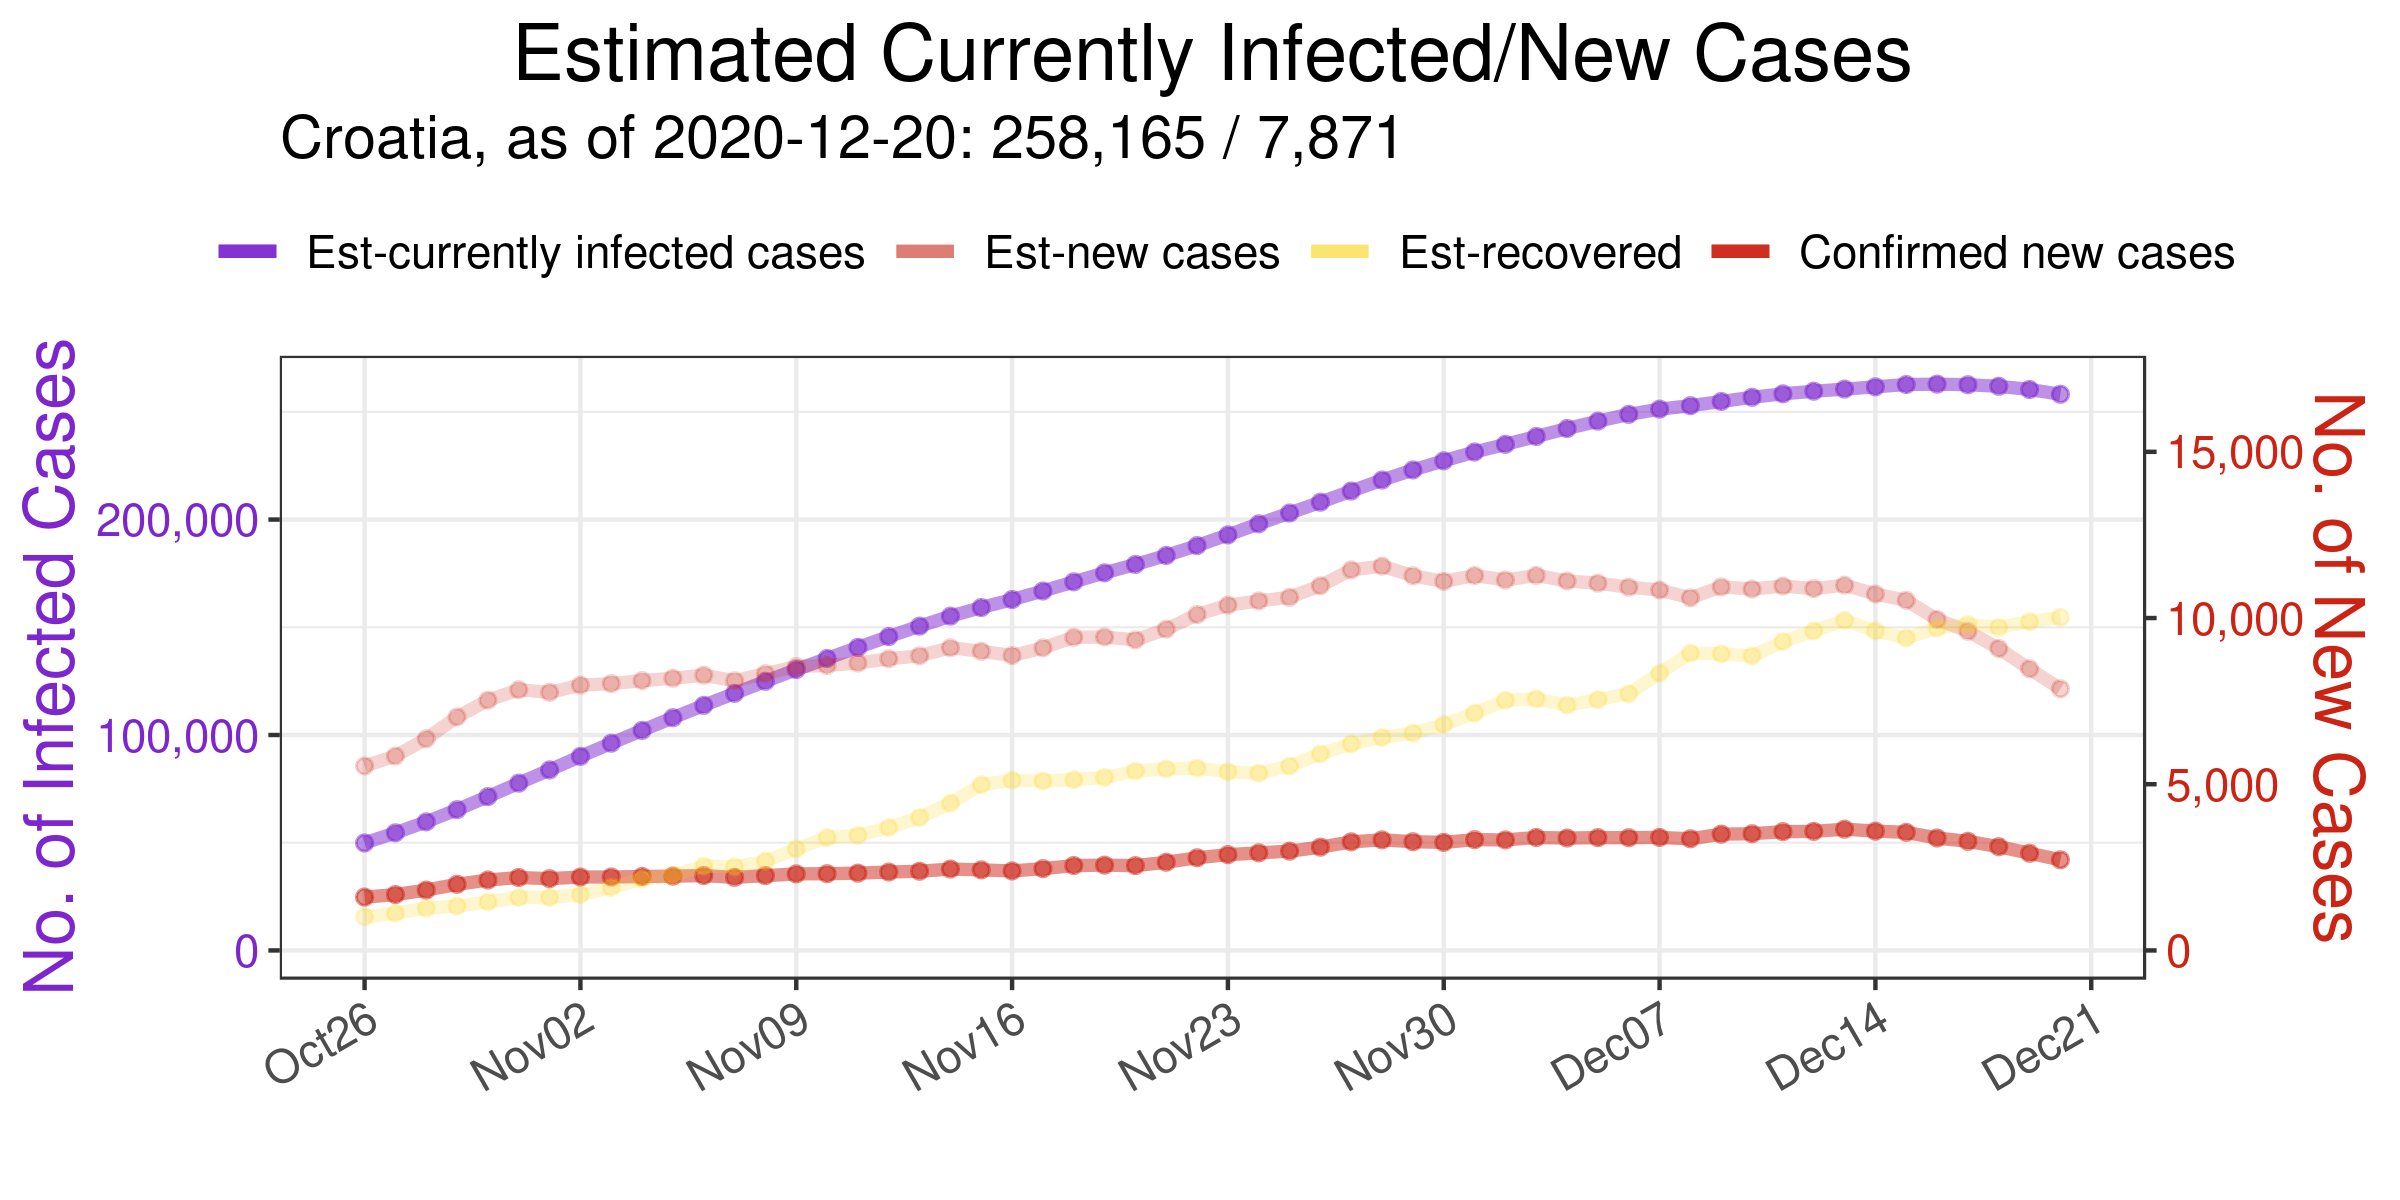 Estimated Currently Infected/New Cases
Croatia, as of 2020-12-20: 258,165 / 7,871
Est-currently infected cases Est-new cases Est-recovered Confirmed new cases
No. of Infected Cases
200,000
100,000
0
15,000
10,000
5,000
0
No. of New Cases
Oct26 Nov02 Nov09 Nov16 Nov23 Nov30 Dec07 Dec14 Dec21